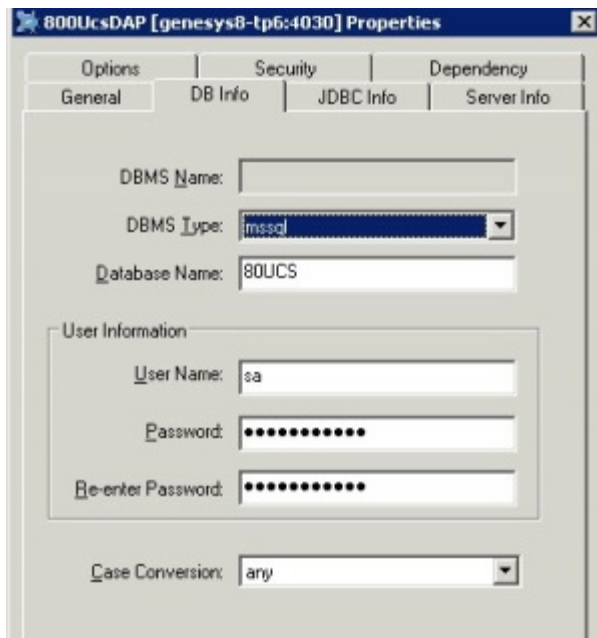 800UcsDAP [genesys8-tp6:4030] Properties
Options Security Dependency
General DB Info JDBC Info Server Info
DBMS Name:
DBMS Type: mssql
Database Name: 80UCS
User Information
User Name: sa
Password: ●●●●●●●●●●●
Re-enter Password: ●●●●●●●●●●●
Case Conversion: any